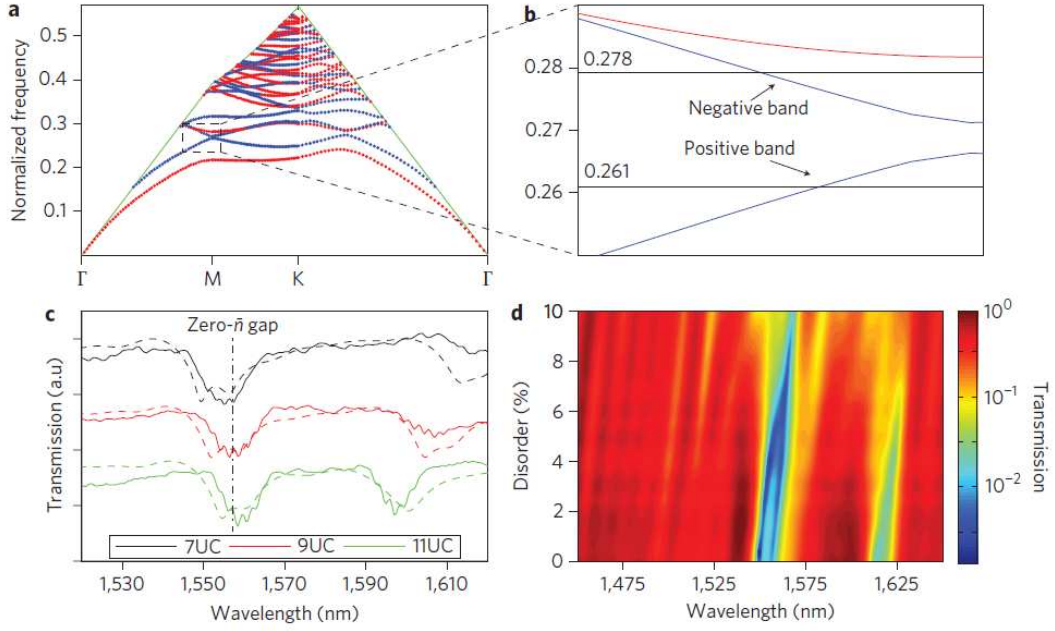 a
Normalized frequency
0.5
0.4
0.3
0.2
0.1
Γ
M
K
Γ
b
0.28
0.27
0.26
0.278
Negative band
Positive band
0.261
c
Zero-n̄ gap
Transmission (a.u)
7UC
9UC
11UC
1,530
1,550
1,570
1,590
1,610
Wavelength (nm)
d
Disorder (%)
10
8
6
4
2
0
1,475
1,525
1,575
1,625
Wavelength (nm)
10⁰
10⁻¹
10⁻²
Transmission